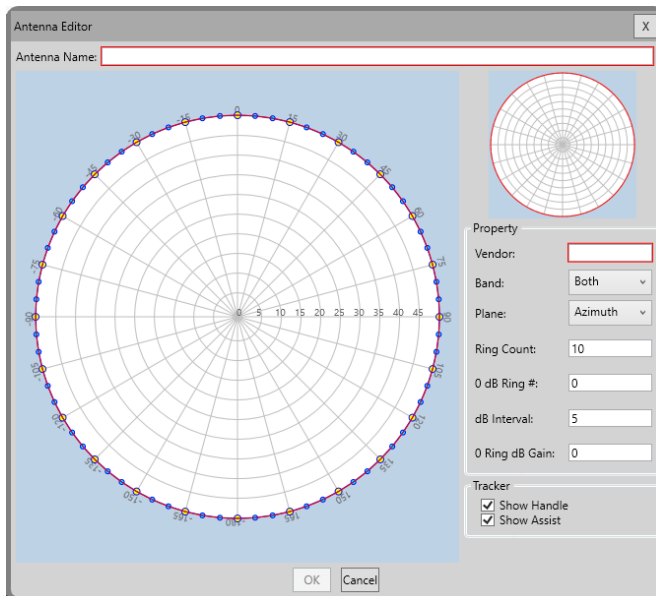 Antenna Editor X
Antenna Name:
0
-15 15
-30 30
-45 45
-60 60
-75 75
-90 0 5 10 15 20 25 30 35 40 45 90
-105 105
-120 120
-135 135
-150 150
-165 165
-180
Property
Vendor:
Band: Both
Plane: Azimuth
Ring Count: 10
0 dB Ring #: 0
dB Interval: 5
0 Ring dB Gain: 0
Tracker
Show Handle
Show Assist
OK Cancel